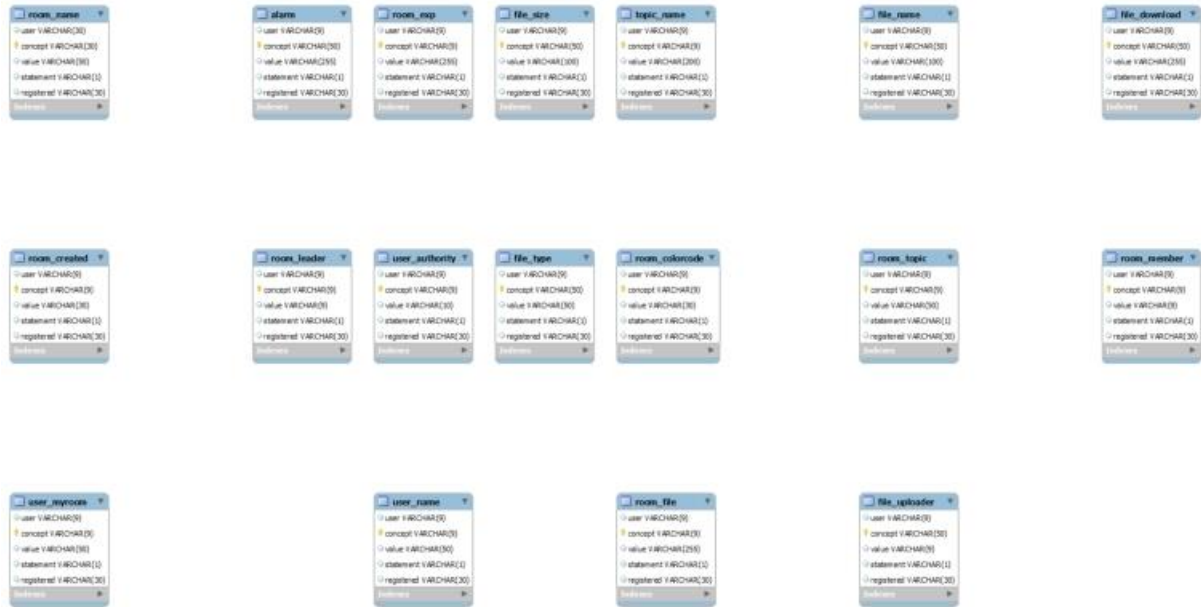 room_name
user VARCHAR(30)
concept VARCHAR(30)
value VARCHAR(50)
statement VARCHAR(1)
registered VARCHAR(30)
Indexes
alarm
user VARCHAR(9)
concept VARCHAR(50)
value VARCHAR(255)
statement VARCHAR(1)
registered VARCHAR(30)
Indexes
room_exp
user VARCHAR(9)
concept VARCHAR(9)
value VARCHAR(255)
statement VARCHAR(1)
registered VARCHAR(30)
Indexes
file_size
user VARCHAR(9)
concept VARCHAR(50)
value VARCHAR(100)
statement VARCHAR(1)
registered VARCHAR(30)
Indexes
topic_name
user VARCHAR(9)
concept VARCHAR(9)
value VARCHAR(200)
statement VARCHAR(1)
registered VARCHAR(30)
Indexes
file_name
user VARCHAR(9)
concept VARCHAR(50)
value VARCHAR(100)
statement VARCHAR(1)
registered VARCHAR(30)
Indexes
file_download
user VARCHAR(9)
concept VARCHAR(50)
value VARCHAR(255)
statement VARCHAR(1)
registered VARCHAR(30)
Indexes
room_created
user VARCHAR(9)
concept VARCHAR(9)
value VARCHAR(30)
statement VARCHAR(1)
registered VARCHAR(30)
Indexes
room_leader
user VARCHAR(9)
concept VARCHAR(9)
value VARCHAR(9)
statement VARCHAR(1)
registered VARCHAR(30)
Indexes
user_authority
user VARCHAR(9)
concept VARCHAR(9)
value VARCHAR(10)
statement VARCHAR(1)
registered VARCHAR(30)
Indexes
file_type
user VARCHAR(9)
concept VARCHAR(50)
value VARCHAR(50)
statement VARCHAR(1)
registered VARCHAR(30)
Indexes
room_colorcode
user VARCHAR(9)
concept VARCHAR(9)
value VARCHAR(30)
statement VARCHAR(1)
registered VARCHAR(30)
Indexes
room_topic
user VARCHAR(9)
concept VARCHAR(9)
value VARCHAR(50)
statement VARCHAR(1)
registered VARCHAR(30)
Indexes
room_member
user VARCHAR(9)
concept VARCHAR(9)
value VARCHAR(9)
statement VARCHAR(1)
registered VARCHAR(30)
Indexes
user_myroom
user VARCHAR(9)
concept VARCHAR(9)
value VARCHAR(50)
statement VARCHAR(1)
registered VARCHAR(30)
Indexes
user_name
user VARCHAR(9)
concept VARCHAR(9)
value VARCHAR(50)
statement VARCHAR(1)
registered VARCHAR(30)
Indexes
room_file
user VARCHAR(9)
concept VARCHAR(9)
value VARCHAR(255)
statement VARCHAR(1)
registered VARCHAR(30)
Indexes
file_uploader
user VARCHAR(9)
concept VARCHAR(50)
value VARCHAR(9)
statement VARCHAR(1)
registered VARCHAR(30)
Indexes